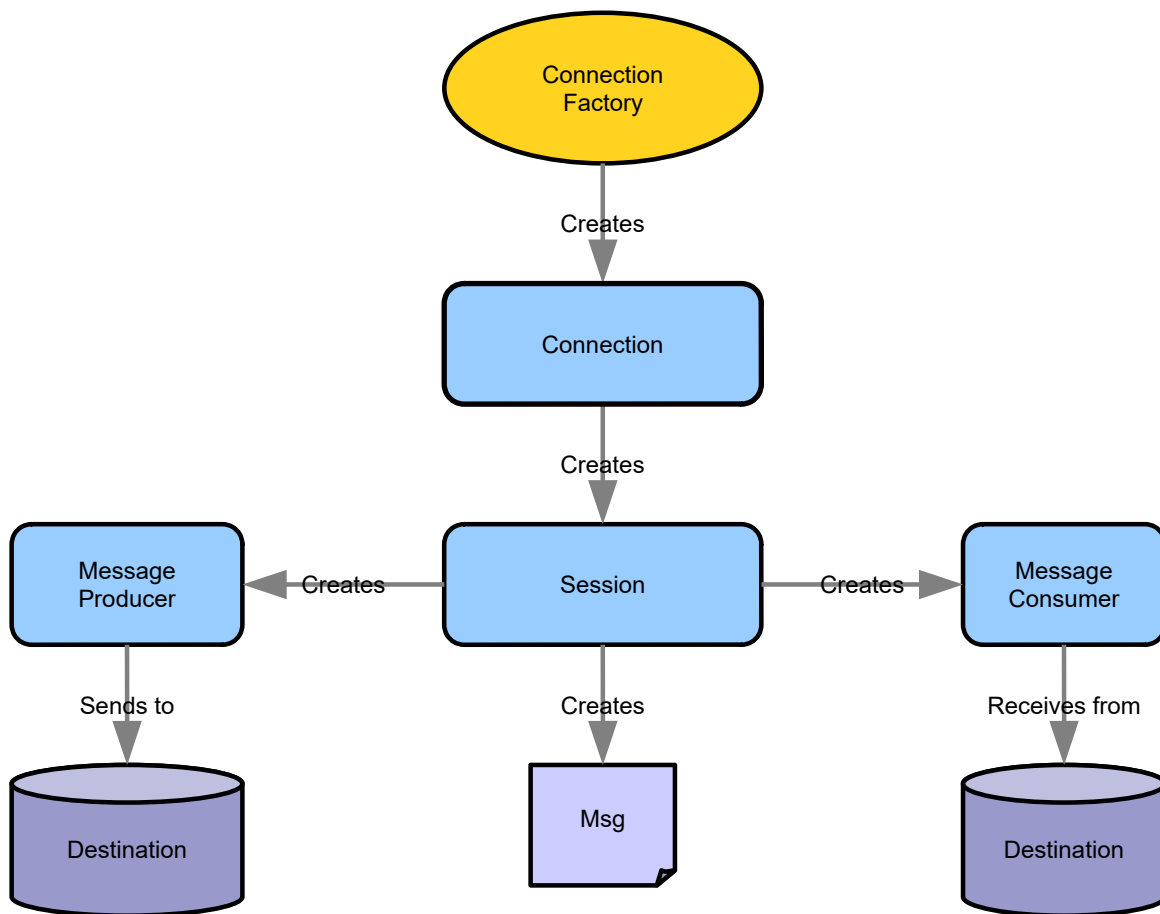 Connection
Factory
Creates
Connection
Creates
Message
Producer
Creates
Session
Creates
Message
Consumer
Sends to
Creates
Receives from
Destination
Msg
Destination